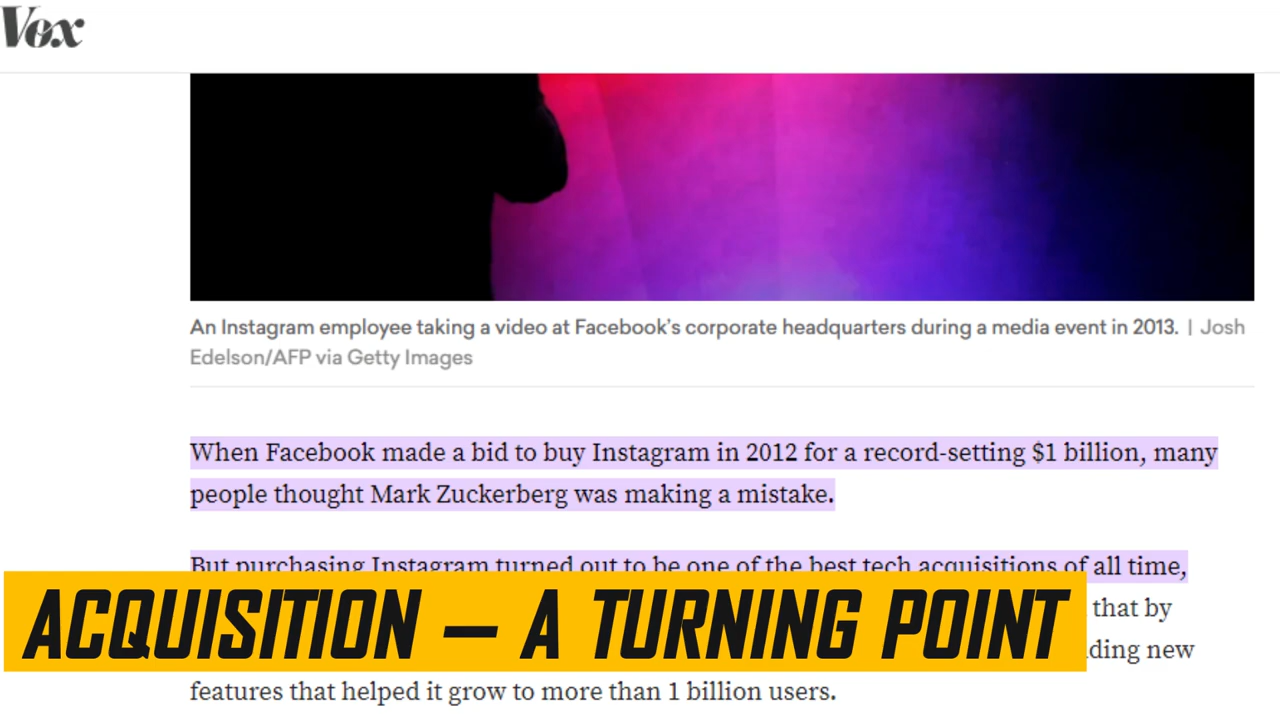 Vox
An Instagram employee taking a video at Facebook's corporate headquarters during a media event in 2013. | Josh
Edelson/AFP via Getty Images
When Facebook made a bid to buy Instagram in 2012 for a record-setting $1 billion, many
people thought Mark Zuckerberg was making a mistake.
But purchasing Instagram turned out to be one of the best tech acquisitions of all time,
that by
new
ACQUISITION — A TURNING POINT
features that helped it grow to more than 1 billion users.